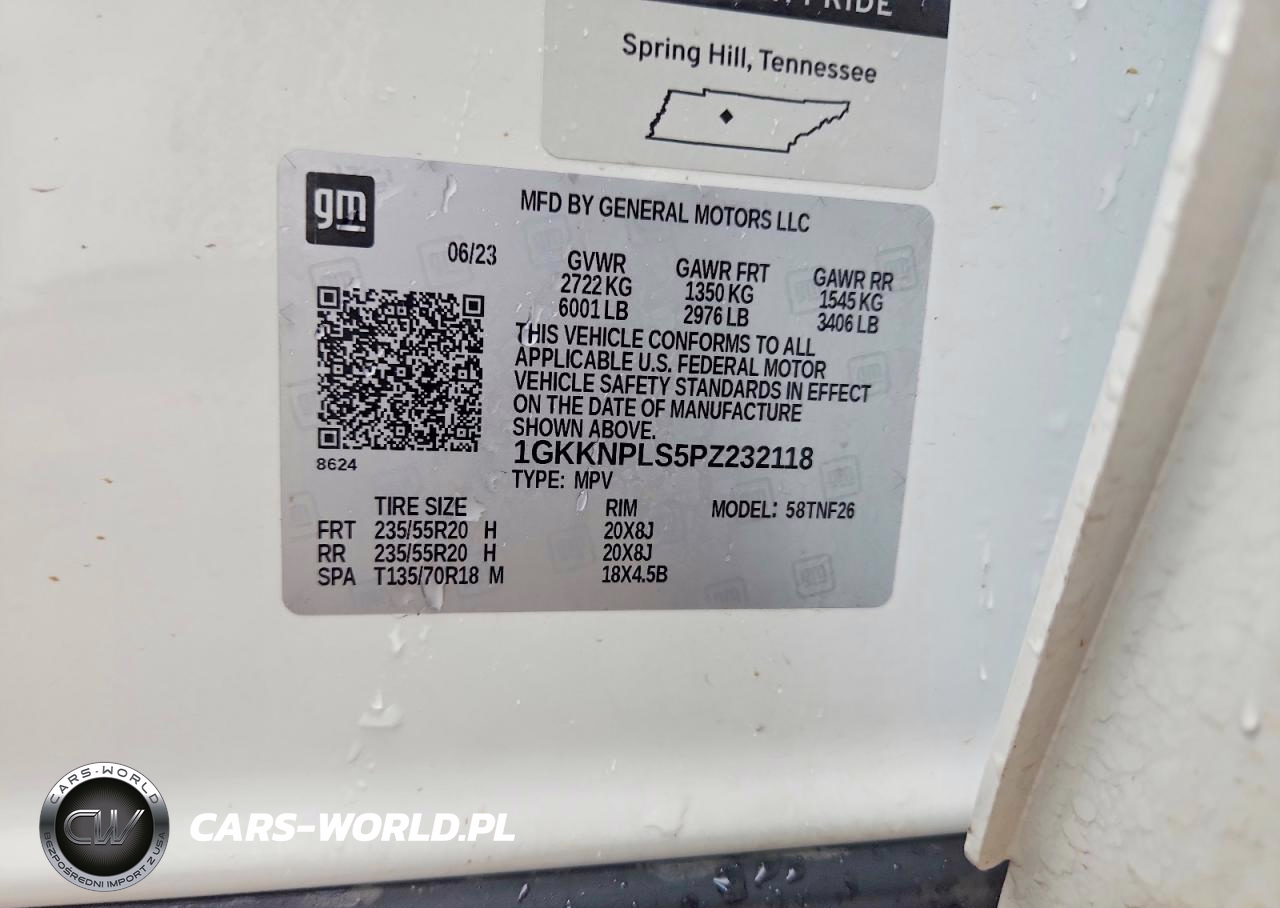 PRIDE
Spring Hill, Tennessee
gm
MFD BY GENERAL MOTORS LLC
06/23
GVWR GAWR FRT GAWR RR
2722 KG 1350 KG 1545 KG
6001 LB 2976 LB 3406 LB
THIS VEHICLE CONFORMS TO ALL
APPLICABLE U.S. FEDERAL MOTOR
VEHICLE SAFETY STANDARDS IN EFFECT
ON THE DATE OF MANUFACTURE
SHOWN ABOVE.
8624
1GKKNPLS5PZ232118
TYPE: MPV
TIRE SIZE RIM MODEL: 58TNF26
FRT 235/55R20 H 20X8J
RR 235/55R20 H 20X8J
SPA T135/70R18 M 18X4.5B
CARS-WORLD
CW
BEZPOŚREDNI IMPORT Z USA
CARS-WORLD.PL